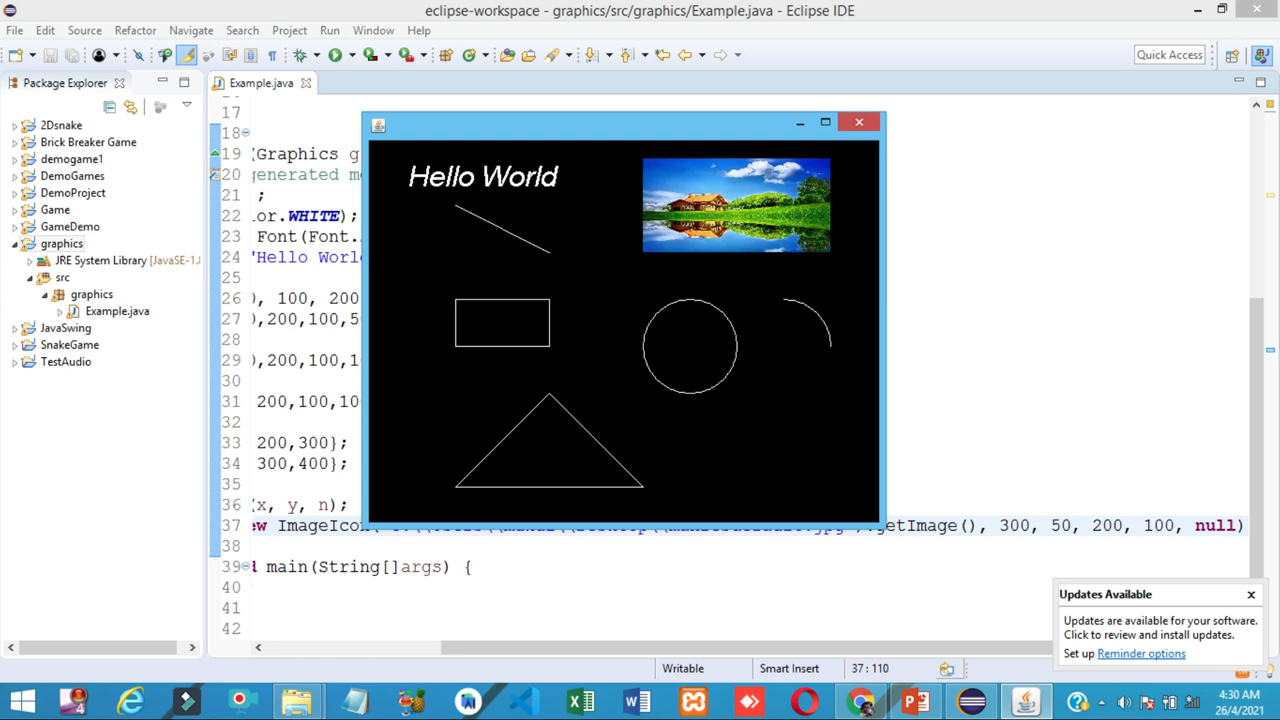 eclipse-workspace - graphics/src/graphics/Example.java - Eclipse IDE
File Edit Source Refactor Navigate Search Project Run Window Help
Quick Access
Package Explorer
Example.java
2Dsnake
Brick Breaker Game
demogame1
DemoGames
DemoProject
Game
GameDemo
graphics
JRE System Library [JavaSE-1.8
src
graphics
Example.java
JavaSwing
SnakeGame
TestAudio
17
18
19 (Graphics g
20 generated m
21 ;
22 lor.WHITE);
23 Font(Font.
24 "Hello Worl
25
26 ), 100, 200
27 ),200,100,5
28
29 ),200,100,1
30
31 200,100,10
32
33 200,300};
34 300,400};
35
36 (x, y, n);
37 ew ImageIcon .getImage(), 300, 50, 200, 100, null)
38
39 d main(String[]args) {
40
41
42
Hello World
Updates Available
Updates are available for your software.
Click to review and install updates.
Set up Reminder options
Writable Smart Insert 37 : 110
4:30 AM
26/4/2021